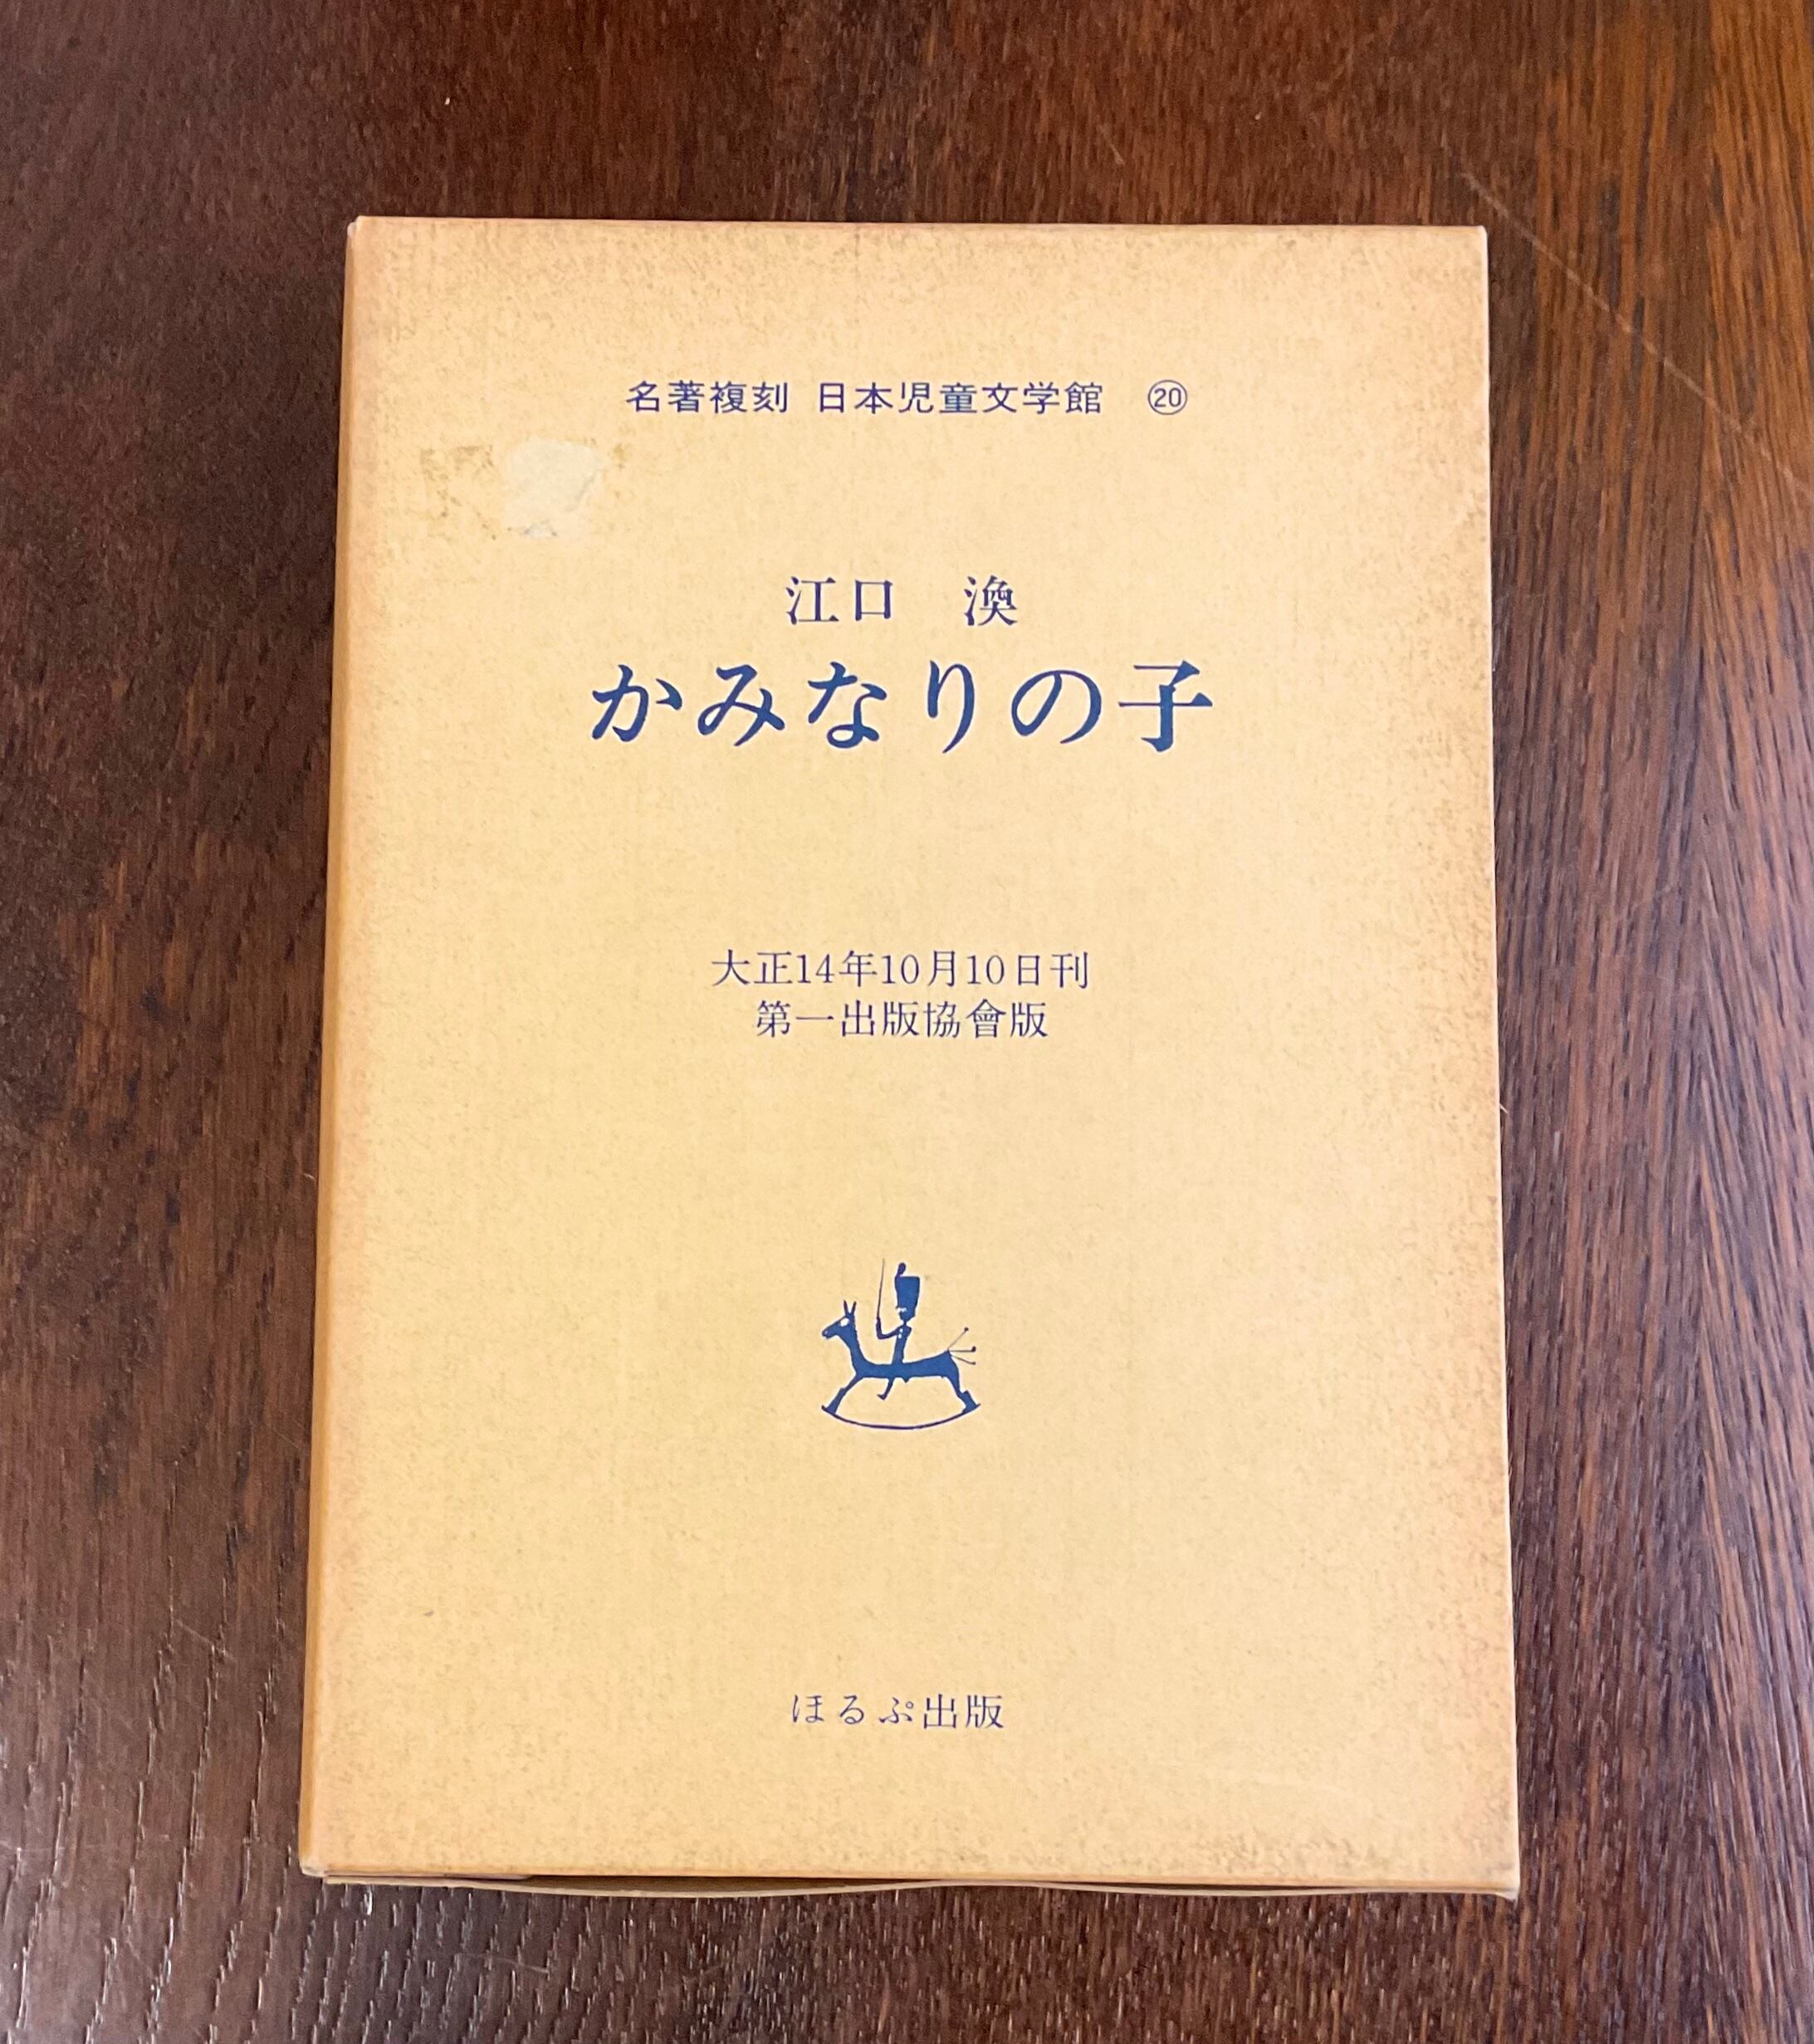 名著複刻 日本児童文学館 ⑳
江口 渙
かみなりの子
大正14年10月10日刊
第一出版協會版
ほるぷ出版